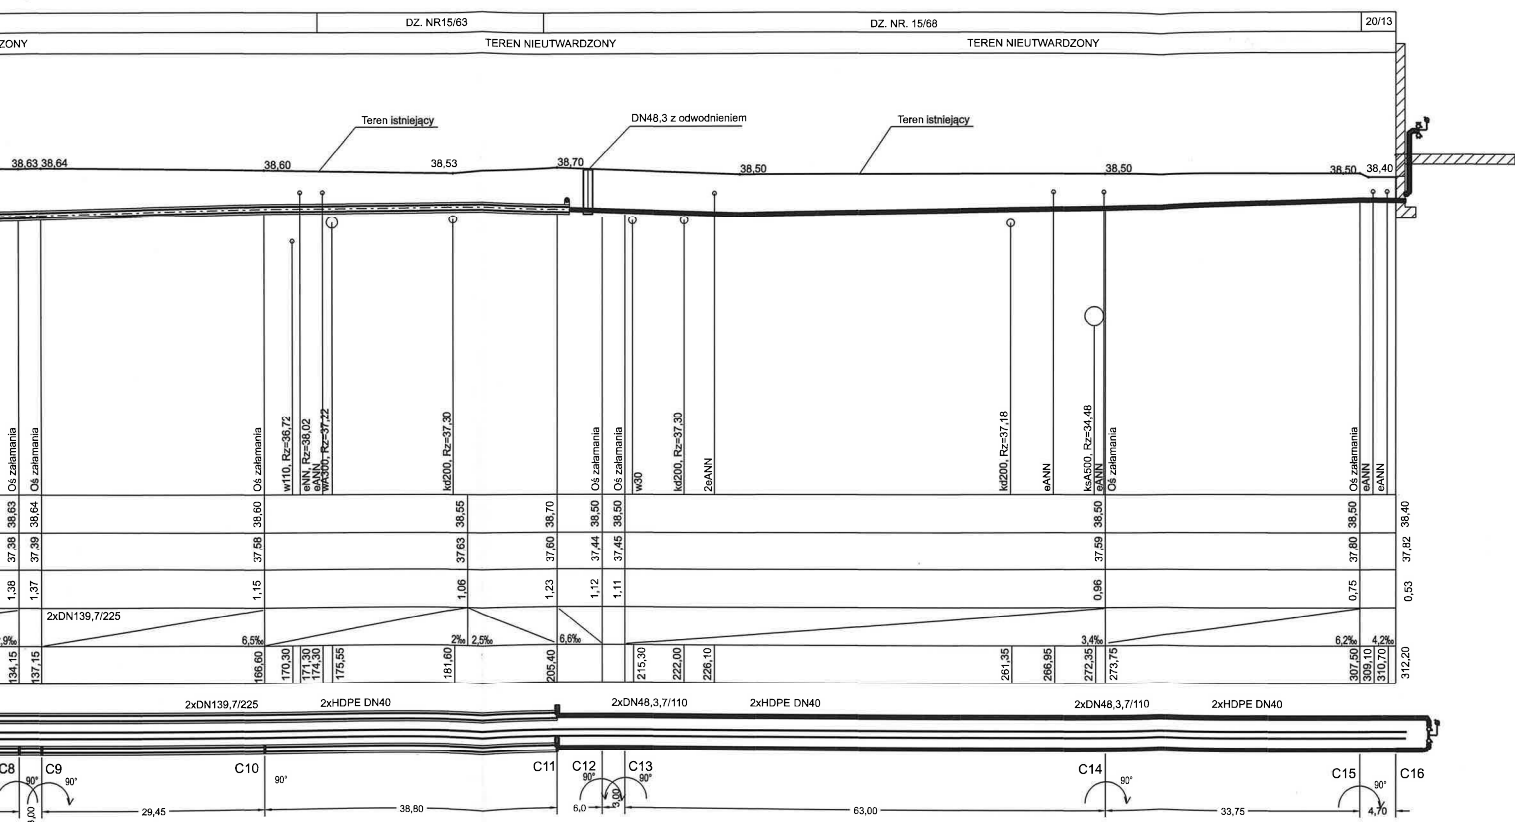 DZ. NR15/63
DZ. NR. 15/68
20/13
ZONY
TEREN NIEUTWARDZONY
TEREN NIEUTWARDZONY
Teren istniejący
DN48,3 z odwodnieniem
Teren istniejący
38,63 38,64
38,60
38,53
38,70
38,50
38,50
38,50
38,40
Oś załamania
Oś załamania
Oś załamania
w110, Rz=36,72
eNN, Rz=38,02
eANN
wA300, Rz=37,22
kd200, Rz=37,30
Oś załamania
Oś załamania
w30
kd200, Rz=37,30
2eANN
kd200, Rz=37,18
eANN
ksA500, Rz=34,48
eANN
Oś załamania
Oś załamania
eANN
eANN
38,63
38,64
38,60
38,55
38,70
38,50
38,50
38,50
38,50
38,40
37,38
37,39
37,58
37,63
37,60
37,44
37,45
37,59
37,80
37,82
1,38
1,37
1,15
1,06
1,23
1,12
1,11
0,96
0,75
0,53
2xDN139,7/225
,9‰
6,5‰
2‰
2,5‰
6,6‰
3,4‰
6,2‰
4,2‰
134,15
137,15
166,60
170,30
171,30
174,30
175,55
181,60
205,40
215,30
222,00
226,10
261,35
266,95
272,35
273,75
307,50
309,10
310,70
312,20
2xDN139,7/225
2xHDPE DN40
2xDN48,3,7/110
2xHDPE DN40
2xDN48,3,7/110
2xHDPE DN40
C8
C9
C10
C11
C12
C13
C14
C15
C16
90°
90°
90°
90°
90°
90°
90°
3,00
29,45
38,80
6,0
3,00
63,00
33,75
4,70